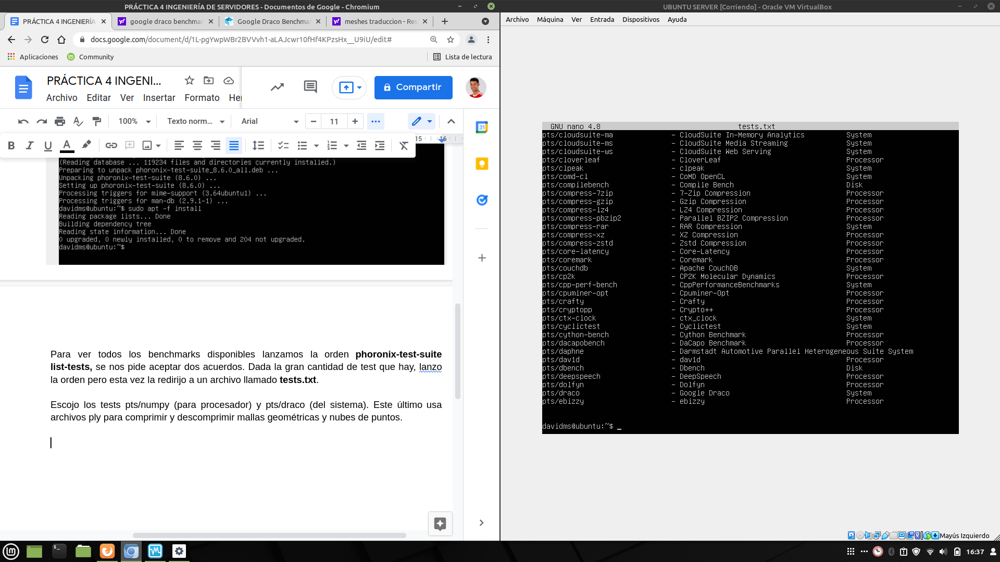 PRÁCTICA 4 INGENIERÍA DE SERVIDORES - Documentos de Google - Chromium
PRÁCTICA 4 INGENIERÍA
google draco benchmar
Google Draco Benchmar
meshes traduccion - Res
docs.google.com/document/d/1L-pgYwpWBr2BVVvh1-aLAJcwr10fHf4KPzsHx__U9iU/edit#
Aplicaciones
Community
Lista de lectura
PRÁCTICA 4 INGENI...
Compartir
Archivo Editar Ver Insertar Formato Her
100%
Texto norm...
Arial
11
31
B I U A
15
16
(Reading database ... 119234 files and directories currently installed.)
Preparing to unpack phoronix-test-suite_8.6.0_all.deb ...
Unpacking phoronix-test-suite (8.6.0) ...
Setting up phoronix-test-suite (8.6.0) ...
Processing triggers for mime-support (3.64ubuntu1) ...
Processing triggers for man-db (2.9.1-1) ...
davidms@ubuntu:~$ sudo apt -f install
Reading package lists... Done
Building dependency tree
Reading state information... Done
0 upgraded, 0 newly installed, 0 to remove and 204 not upgraded.
davidms@ubuntu:~$
Para ver todos los benchmarks disponibles lanzamos la orden phoronix-test-suite
list-tests, se nos pide aceptar dos acuerdos. Dada la gran cantidad de test que hay, lanzo
la orden pero esta vez la redirijo a un archivo llamado tests.txt.
Escojo los tests pts/numpy (para procesador) y pts/draco (del sistema). Este último usa
archivos ply para comprimir y descomprimir mallas geométricas y nubes de puntos.
UBUNTU SERVER [Corriendo] - Oracle VM VirtualBox
Archivo Máquina Ver Entrada Dispositivos Ayuda
GNU nano 4.8 tests.txt
pts/cloudsuite-ma - CloudSuite In-Memory Analytics System
pts/cloudsuite-ms - CloudSuite Media Streaming System
pts/cloudsuite-ws - CloudSuite Web Serving System
pts/cloverleaf - CloverLeaf Processor
pts/clpeak - clpeak System
pts/comd-cl - CoMD OpenCL System
pts/compilebench - Compile Bench Disk
pts/compress-7zip - 7-Zip Compression Processor
pts/compress-gzip - Gzip Compression Processor
pts/compress-lz4 - LZ4 Compression Processor
pts/compress-pbzip2 - Parallel BZIP2 Compression Processor
pts/compress-rar - RAR Compression System
pts/compress-xz - XZ Compression Processor
pts/compress-zstd - Zstd Compression Processor
pts/core-latency - Core-Latency Processor
pts/coremark - Coremark Processor
pts/couchdb - Apache CouchDB System
pts/cp2k - CP2K Molecular Dynamics Processor
pts/cpp-perf-bench - CppPerformanceBenchmarks System
pts/cpuminer-opt - Cpuminer-Opt Processor
pts/crafty - Crafty Processor
pts/cryptopp - Crypto++ Processor
pts/ctx-clock - ctx_clock System
pts/cyclictest - Cyclictest System
pts/cython-bench - Cython Benchmark Processor
pts/dacapobench - DaCapo Benchmark Processor
pts/daphne - Darmstadt Automotive Parallel Heterogeneous Suite System
pts/dav1d - dav1d Processor
pts/dbench - Dbench Disk
pts/deepspeech - DeepSpeech Processor
pts/dolfyn - Dolfyn Processor
pts/draco - Google Draco System
pts/ebizzy - ebizzy Processor
davidms@ubuntu:~$ _
Mayús Izquierdo
16:37